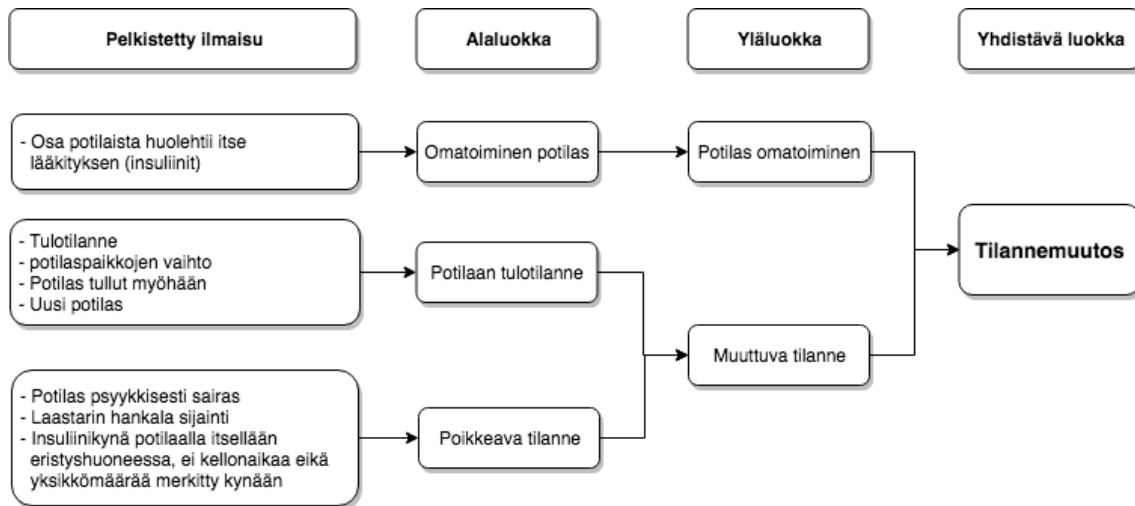 Pelkistetty ilmaisu
Alaluokka
Yläluokka
Yhdistävä luokka
- Osa potilaista huolehtii itse
lääkityksen (insuliinit)
Omatoiminen potilas
Potilas omatoiminen
- Tulotilanne
- potilaspaikkojen vaihto
- Potilas tullut myöhään
- Uusi potilas
Potilaan tulotilanne
Tilannemuutos
Muuttuva tilanne
- Potilas psyykkisesti sairas
- Laastarin hankala sijainti
- Insuliinikynä potilaalla itsellään
eristyshuoneessa, ei kellonaikaa eikä
yksikkömäärää merkitty kynään
Poikkeava tilanne